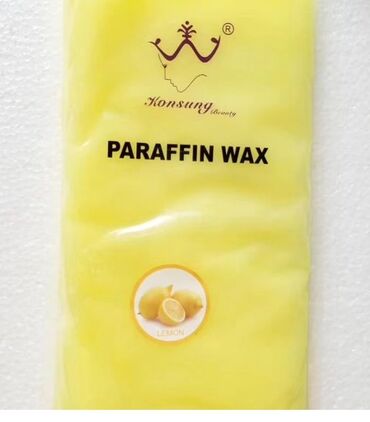 ®
Konsung
Beauty
PARAFFIN WAX
LEMON